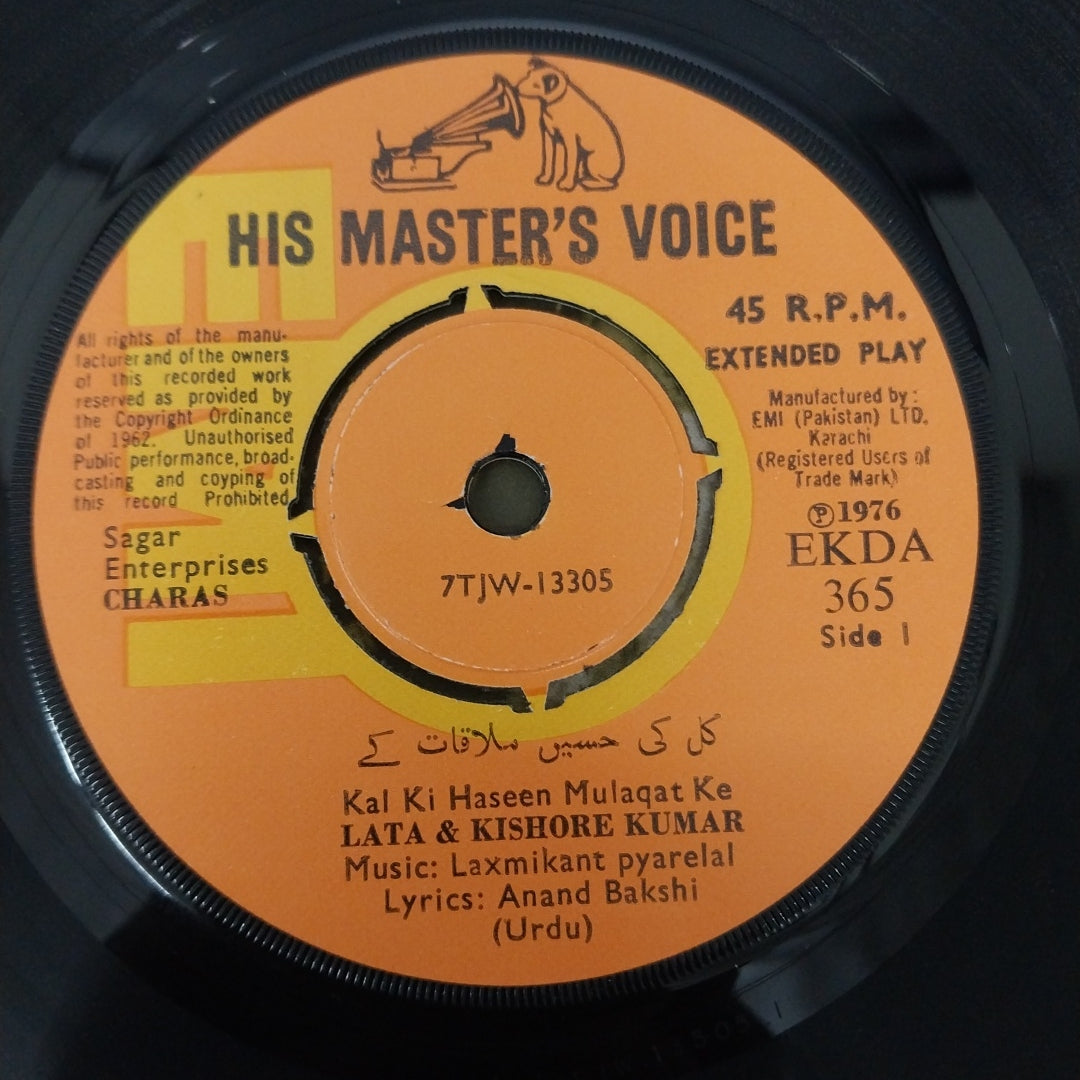 HIS MASTER'S VOICE
45 R.P.M.
EXTENDED PLAY
All rights of the manu-
facturer and of the owners
of this recorded work
reserved as provided by
the Copyright Ordinance
of 1962. Unauthorised
Public performance, broad-
casting and coyping of
this record Prohibited
Manufactured by:
EMI (Pakistan) LTD.
Karachi
(Registered Users of
Trade Mark)
Ⓟ1976
EKDA
365
Side 1
Sagar
Enterprises
CHARAS
7TJW-13305
کل کی حسیں ملاقات کے
Kal Ki Haseen Mulaqat Ke
LATA & KISHORE KUMAR
Music: Laxmikant pyarelal
Lyrics: Anand Bakshi
(Urdu)